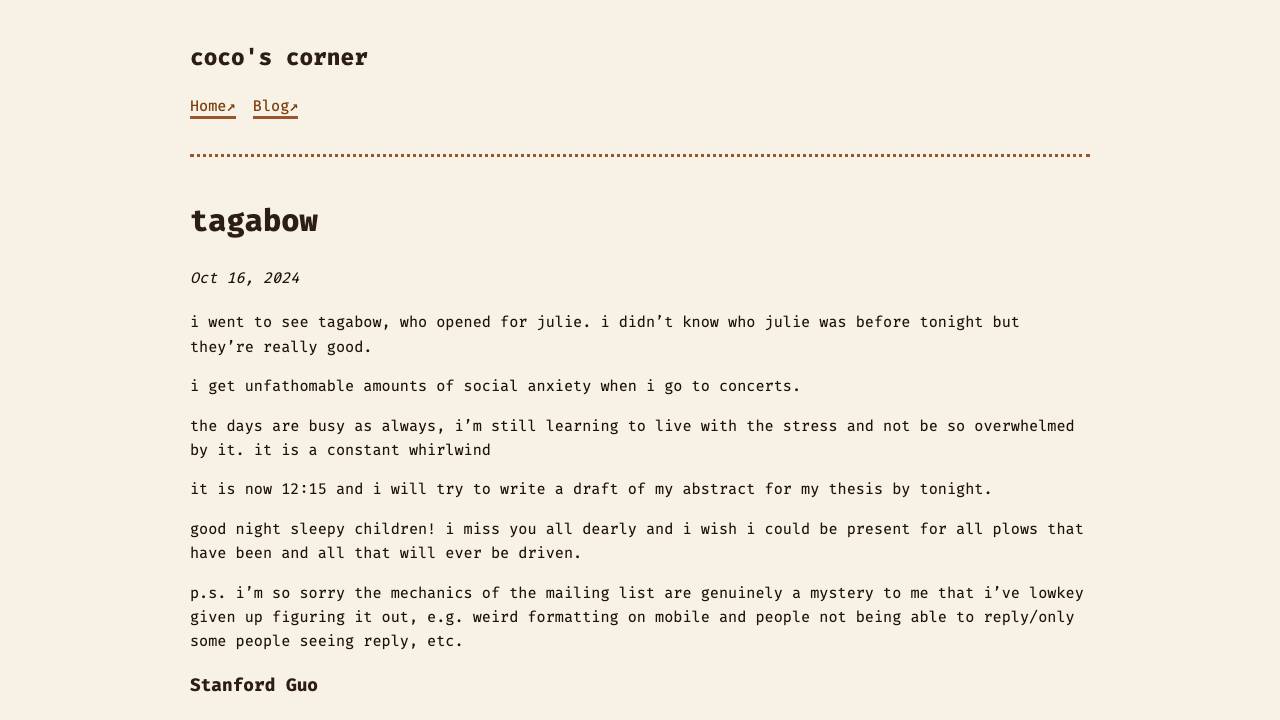 coco's corner
Home↗ Blog↗
tagabow
Oct 16, 2024
i went to see tagabow, who opened for julie. i didn’t know who julie was before tonight but
they’re really good.
i get unfathomable amounts of social anxiety when i go to concerts.
the days are busy as always, i’m still learning to live with the stress and not be so overwhelmed
by it. it is a constant whirlwind
it is now 12:15 and i will try to write a draft of my abstract for my thesis by tonight.
good night sleepy children! i miss you all dearly and i wish i could be present for all plows that
have been and all that will ever be driven.
p.s. i’m so sorry the mechanics of the mailing list are genuinely a mystery to me that i’ve lowkey
given up figuring it out, e.g. weird formatting on mobile and people not being able to reply/only
some people seeing reply, etc.
Stanford Guo